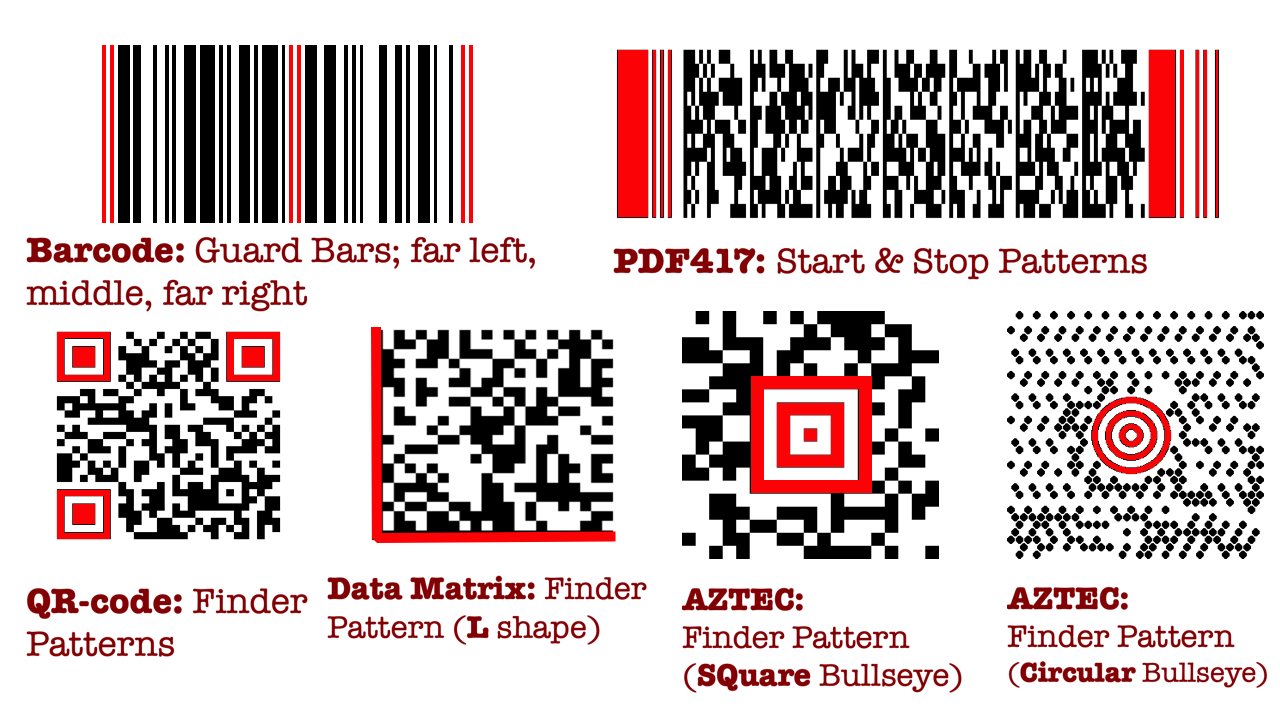 Barcode: Guard Bars; far left,
middle, far right
PDF417: Start & Stop Patterns
QR-code: Finder
Patterns
Data Matrix: Finder
Pattern (L shape)
AZTEC:
Finder Pattern
(SQuare Bullseye)
AZTEC:
Finder Pattern
(Circular Bullseye)